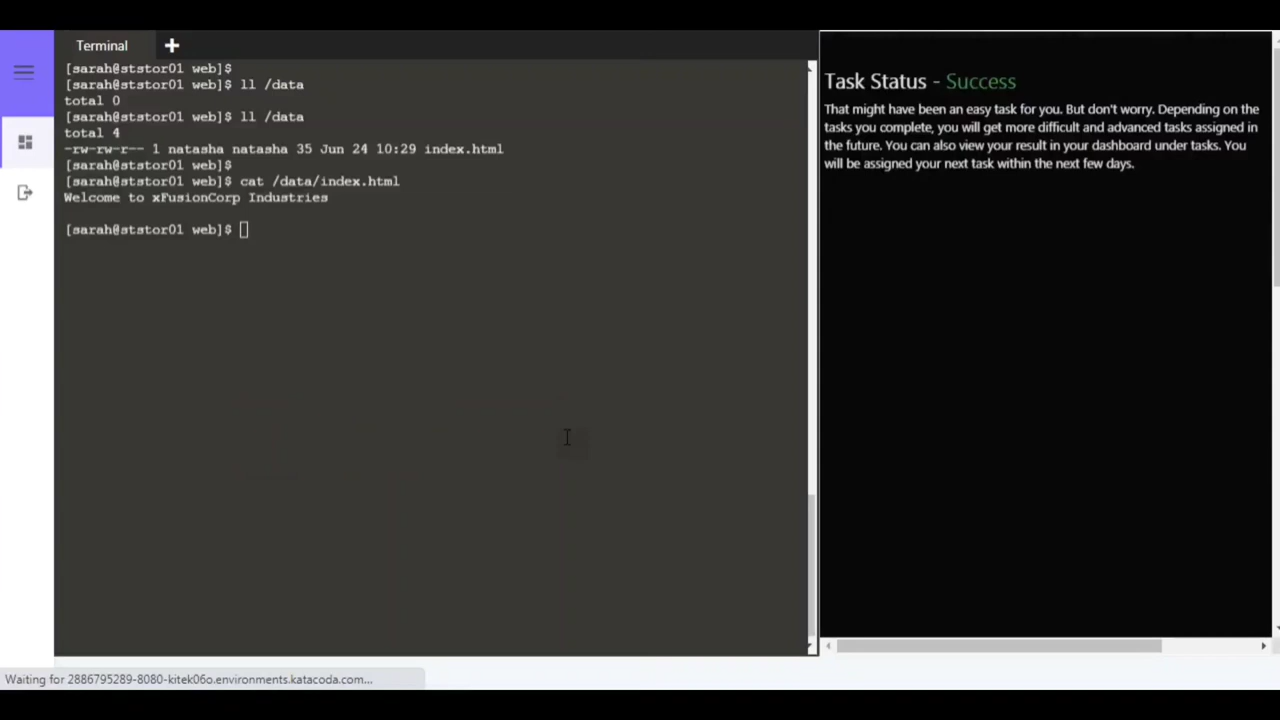 Terminal
[sarah@ststor01 web]$
[sarah@ststor01 web]$ ll /data
total 0
[sarah@ststor01 web]$ ll /data
total 4
-rw-rw-r-- 1 natasha natasha 35 Jun 24 10:29 index.html
[sarah@ststor01 web]$
[sarah@ststor01 web]$ cat /data/index.html
Welcome to xFusionCorp Industries
[sarah@ststor01 web]$
Task Status - Success
That might have been an easy task for you. But don't worry. Depending on the
tasks you complete, you will get more difficult and advanced tasks assigned in
the future. You can also view your result in your dashboard under tasks. You
will be assigned your next task within the next few days.
Waiting for 2886795289-8080-kitek06o.environments.katacoda.com...